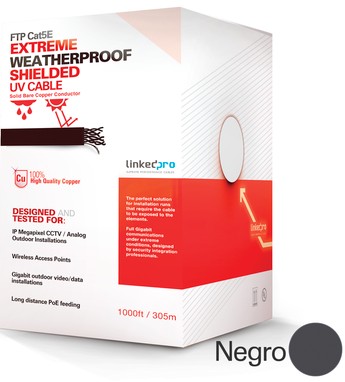 FTP Cat5E
EXTREME
WEATHERPROOF
SHIELDED
UV CABLE
Solid Bare Copper Conductor
Cu
100%
High Quality Copper
DESIGNED AND
TESTED FOR:
IP Megapixel CCTV / Analog
Outdoor Installations
Wireless Access Points
Gigabit outdoor video/data
installations
Long distance PoE feeding
linkedpro
The perfect solution
for installation runs
that require the cable
to be exposed to the
elements.
Full Gigabit
communications
under extreme
conditions, designed
by security integration
professionals.
1000ft / 305m
linkedpro
Negro